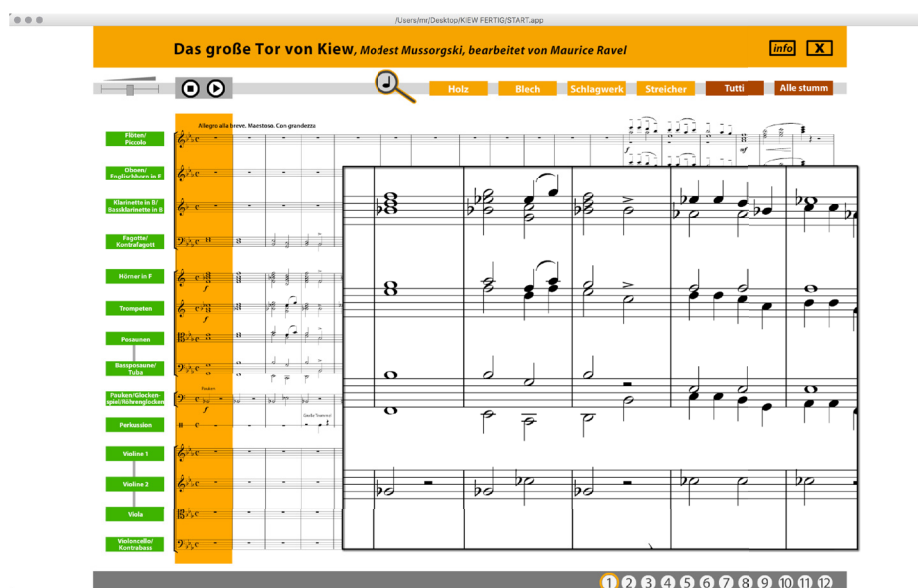 /Users/mr/Desktop/KIEW FERTIG/START.app
Das große Tor von Kiew, Modest Mussorgski, bearbeitet von Maurice Ravel
info X
Holz Blech Schlagwerk Streicher Tutti Alle stumm
Allegro alla breve. Maestoso. Con grandezza
Flöten/
Piccolo
mf
Oboen/
Englischhorn in F
Klarinette in B/
Bassklarinette in B
Fagotte/
Kontrafagott
Hörner in F
f
Trompeten
f
Posaunen
Bassposaune/
Tuba
Pauken
Pauken/Glocken-
spiel/Röhrenglocken
f
Perkussion
Violine 1
Violine 2
Viola
Violoncello/
Kontrabass
1 2 3 4 5 6 7 8 9 10 11 12